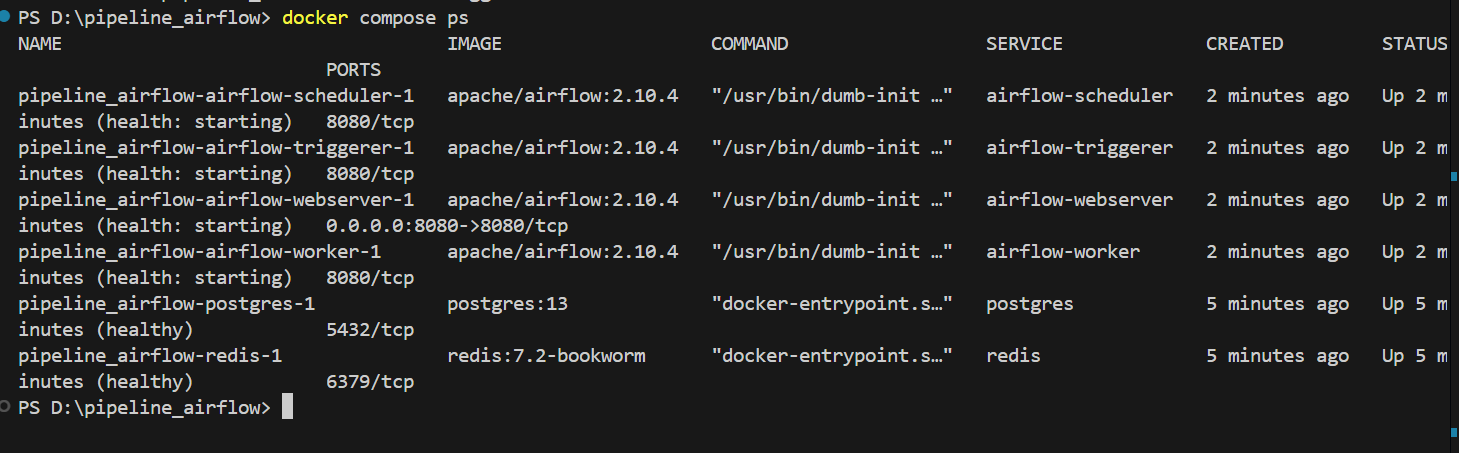 PS D:\pipeline_airflow> docker compose ps
NAME                                     IMAGE                   COMMAND                  SERVICE             CREATED         STATUS
                            PORTS
pipeline_airflow-airflow-scheduler-1   apache/airflow:2.10.4   "/usr/bin/dumb-init …"   airflow-scheduler   2 minutes ago   Up 2 m
inutes (health: starting)   8080/tcp
pipeline_airflow-airflow-triggerer-1   apache/airflow:2.10.4   "/usr/bin/dumb-init …"   airflow-triggerer   2 minutes ago   Up 2 m
inutes (health: starting)   8080/tcp
pipeline_airflow-airflow-webserver-1   apache/airflow:2.10.4   "/usr/bin/dumb-init …"   airflow-webserver   2 minutes ago   Up 2 m
inutes (health: starting)   0.0.0.0:8080->8080/tcp
pipeline_airflow-airflow-worker-1      apache/airflow:2.10.4   "/usr/bin/dumb-init …"   airflow-worker      2 minutes ago   Up 2 m
inutes (health: starting)   8080/tcp
pipeline_airflow-postgres-1            postgres:13             "docker-entrypoint.s…"   postgres            5 minutes ago   Up 5 m
inutes (healthy)            5432/tcp
pipeline_airflow-redis-1               redis:7.2-bookworm      "docker-entrypoint.s…"   redis               5 minutes ago   Up 5 m
inutes (healthy)            6379/tcp
PS D:\pipeline_airflow>